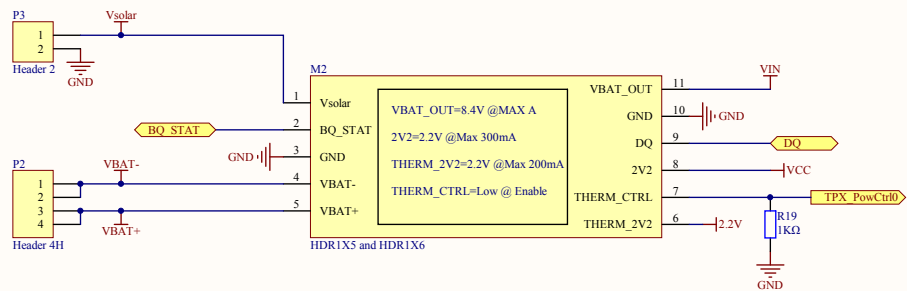 P3
Vsolar
1
2
Header 2
GND
M2
1 Vsolar
BQ_STAT 2 BQ_STAT
GND 3 GND
P2
VBAT-
1
2
3
4
4 VBAT-
5 VBAT+
VBAT+
Header 4H
VBAT_OUT=8.4V @MAX A
2V2=2.2V @Max 300mA
THERM_2V2=2.2V @Max 200mA
THERM_CTRL=Low @ Enable
VBAT_OUT 11 VIN
GND 10 GND
DQ 9 DQ
2V2 8 VCC
THERM_CTRL 7 TPX_PowCtrl0
THERM_2V2 6 2.2V
R19
1KΩ
GND
HDR1X5 and HDR1X6